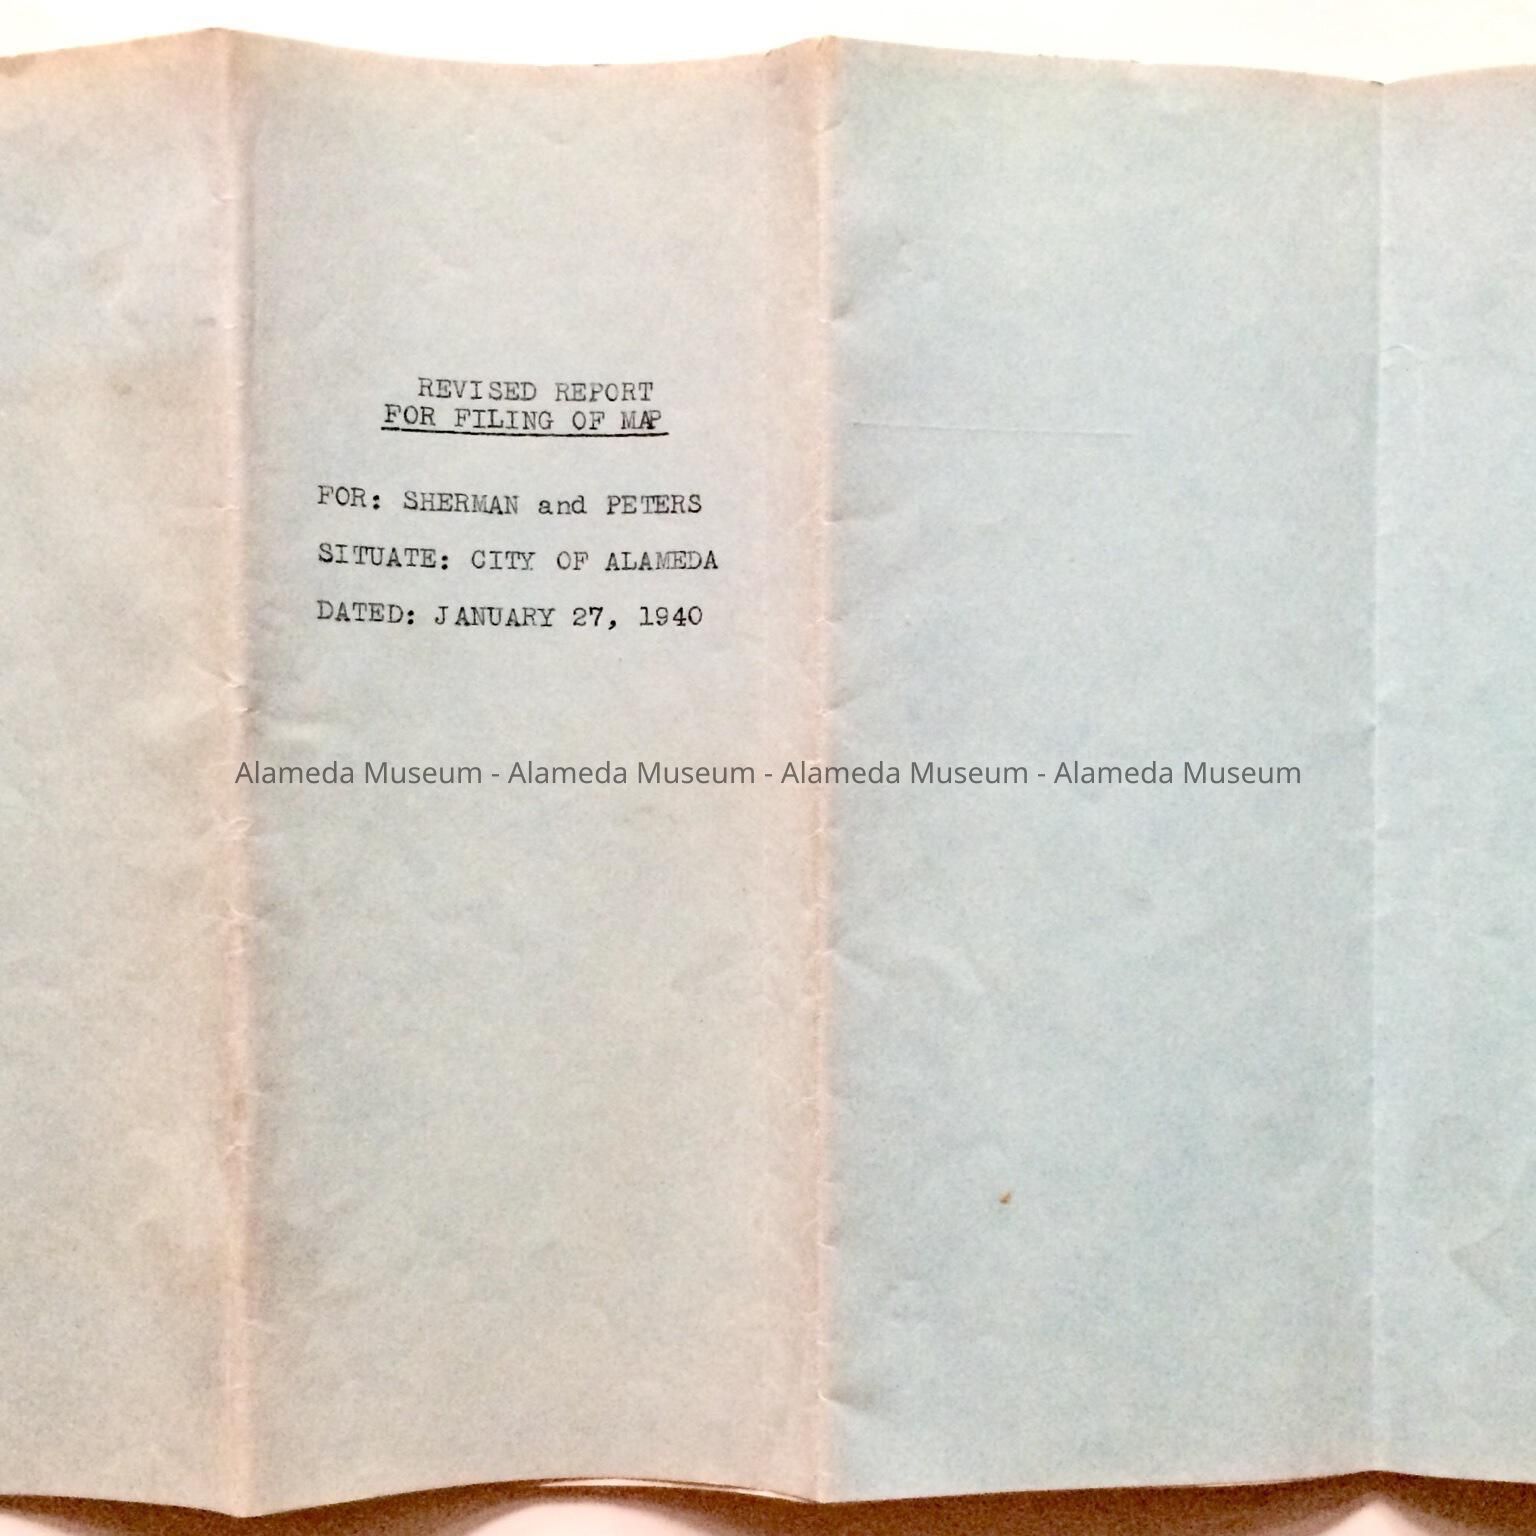 REVISED REPORT
FOR FILING OF MAP
FOR: SHERMAN and PETERS
SITUATE: CITY OF ALAMEDA
DATED: JANUARY 27, 1940
Alameda Museum - Alameda Museum - Alameda Museum - Alameda Museum